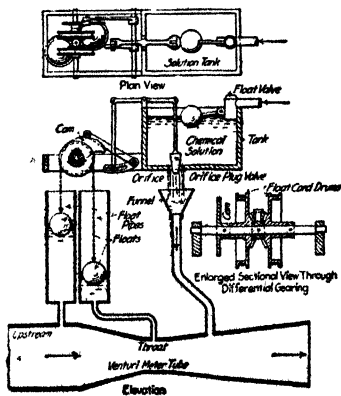 Solution Tank
Plan View
Float Valve
Cam
Chemical
Solution
Tank
Orifice
Orifice Plug Valve
Funnel
Float
Pipes
Floats
Float Cord Drums
Cam
Enlarged Sectional View Through
Differential Gearing
Upstream
Throat
Venturi Meter Tube
Elevation